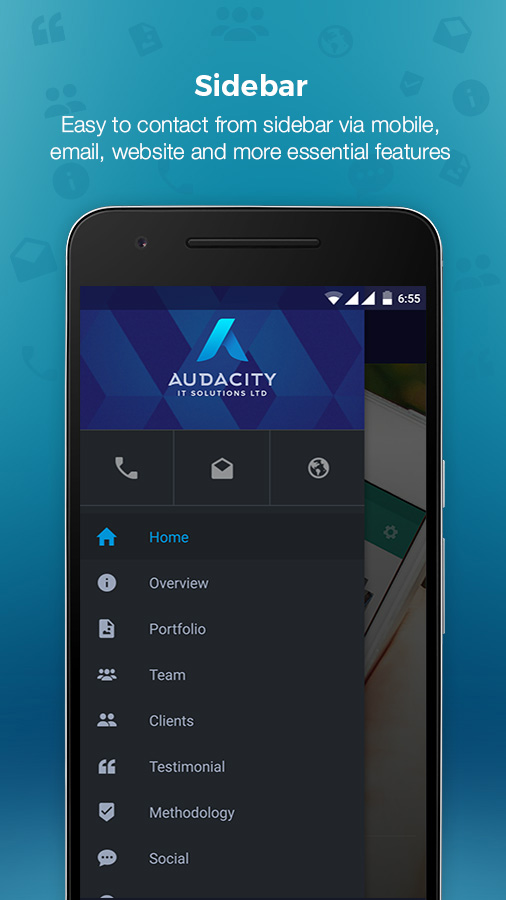 Sidebar
Easy to contact from sidebar via mobile,
email, website and more essential features
6:55
AUDACITY
IT SOLUTIONS LTD
Home
Overview
Portfolio
Team
Clients
Testimonial
Methodology
Social